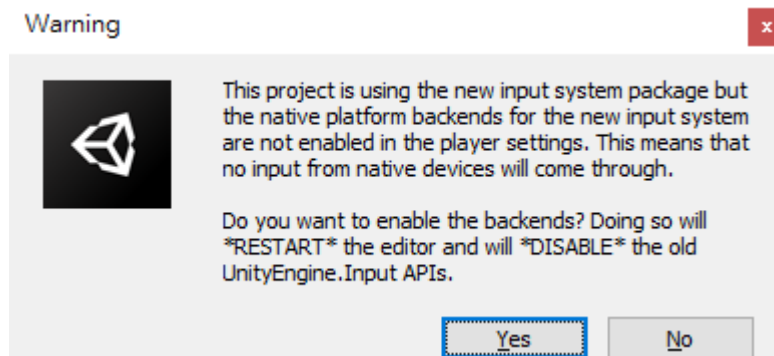 Warning
x
This project is using the new input system package but
the native platform backends for the new input system
are not enabled in the player settings. This means that
no input from native devices will come through.
Do you want to enable the backends? Doing so will
*RESTART* the editor and will *DISABLE* the old
UnityEngine.Input APIs.
Yes No